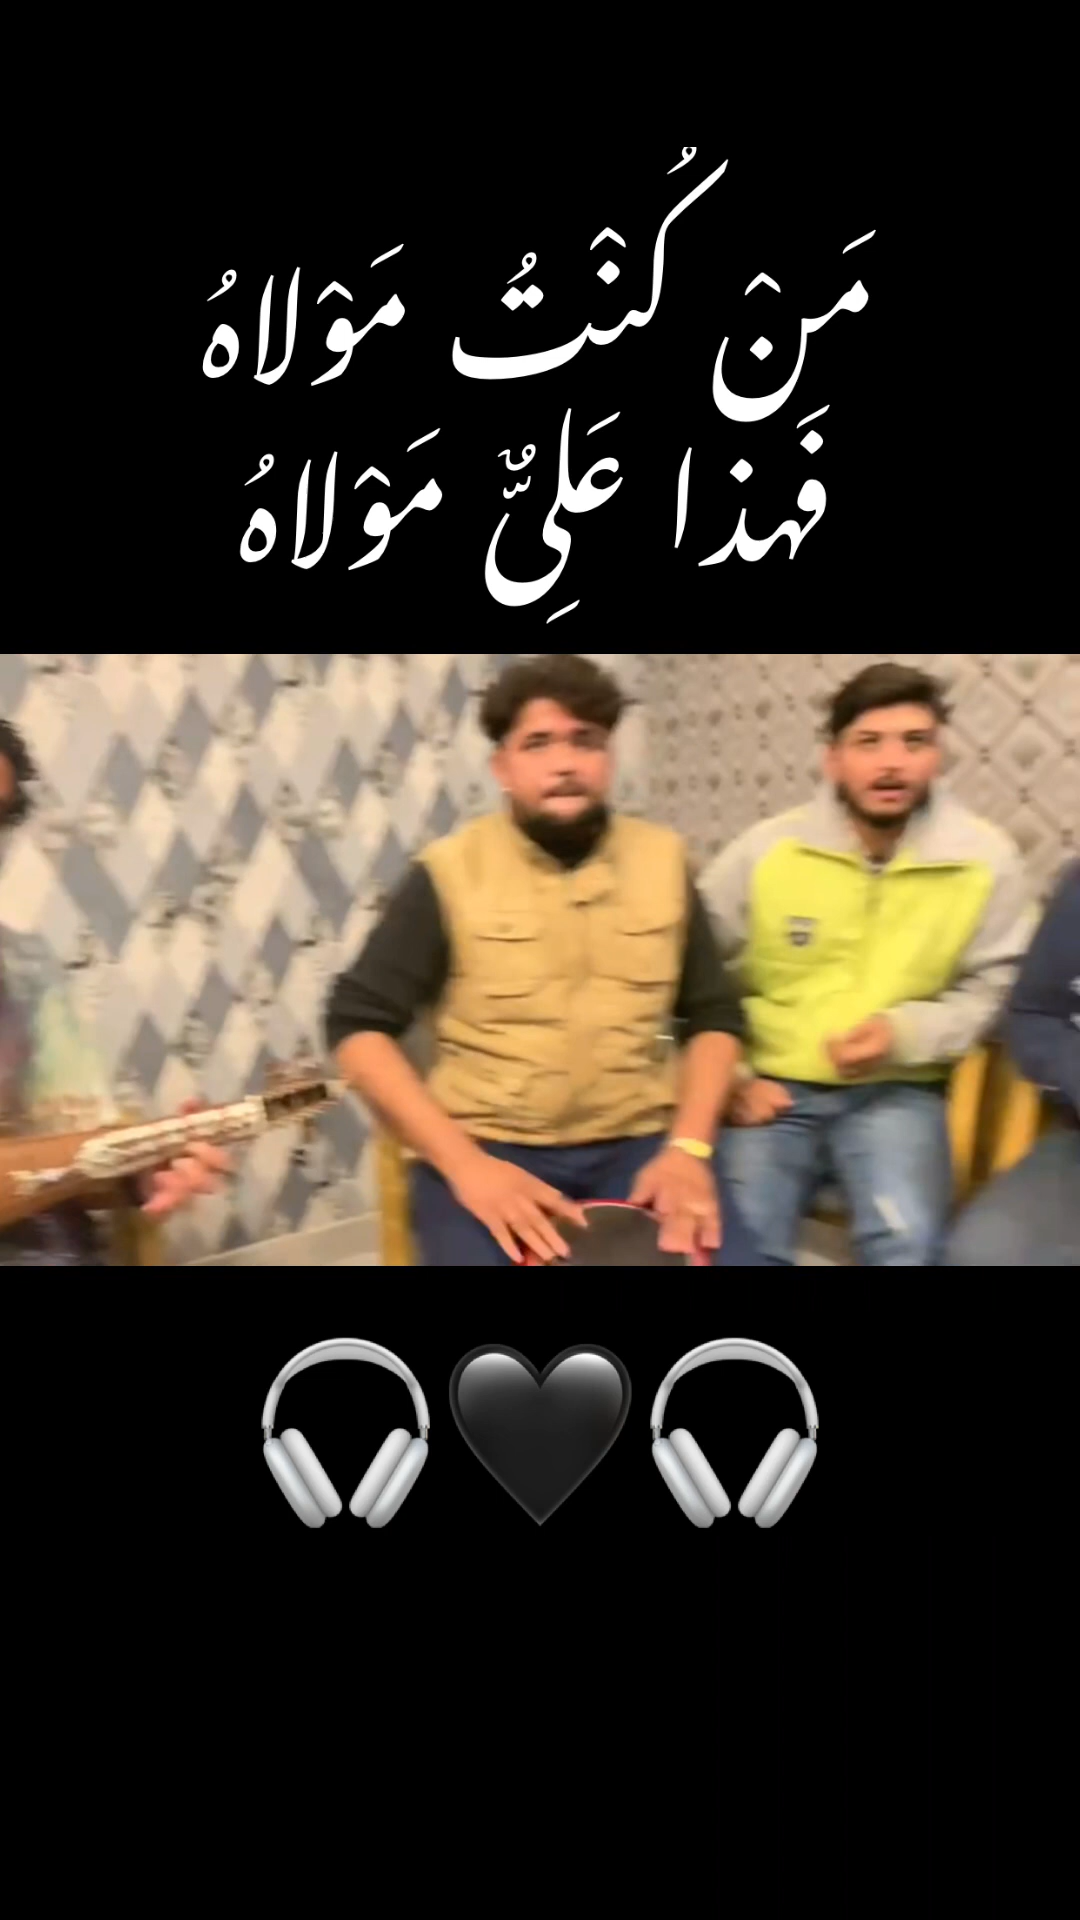 مَنْ كُنْتُ مَوْلاهُ
فَهذا عَلِيٌّ مَوْلاهُ